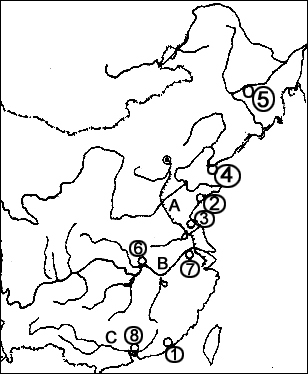 ⑤
④
A
②
③
⑥
B
⑦
C
⑧
①